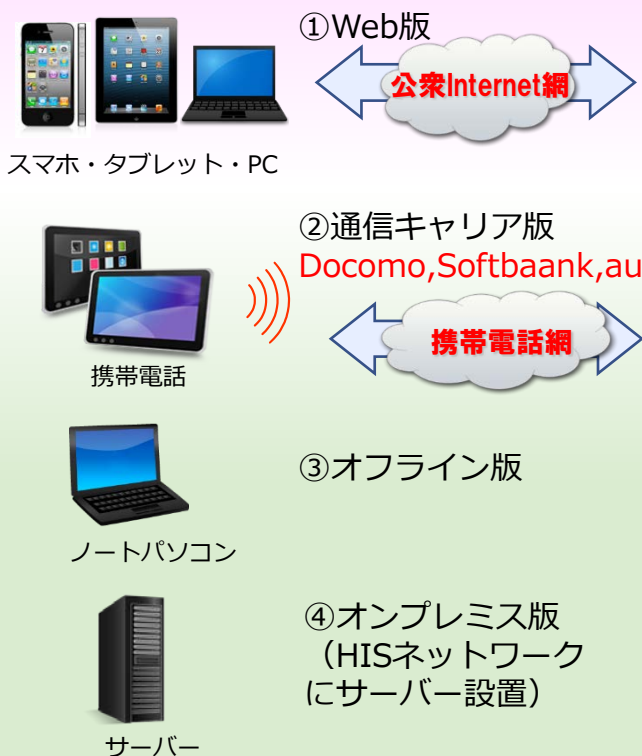 ①Web版
公衆Internet網
スマホ・タブレット・PC
②通信キャリア版
Docomo,Softbaank,au
携帯電話網
携帯電話
③オフライン版
ノートパソコン
④オンプレミス版
（HISネットワーク
にサーバー設置）
サーバー